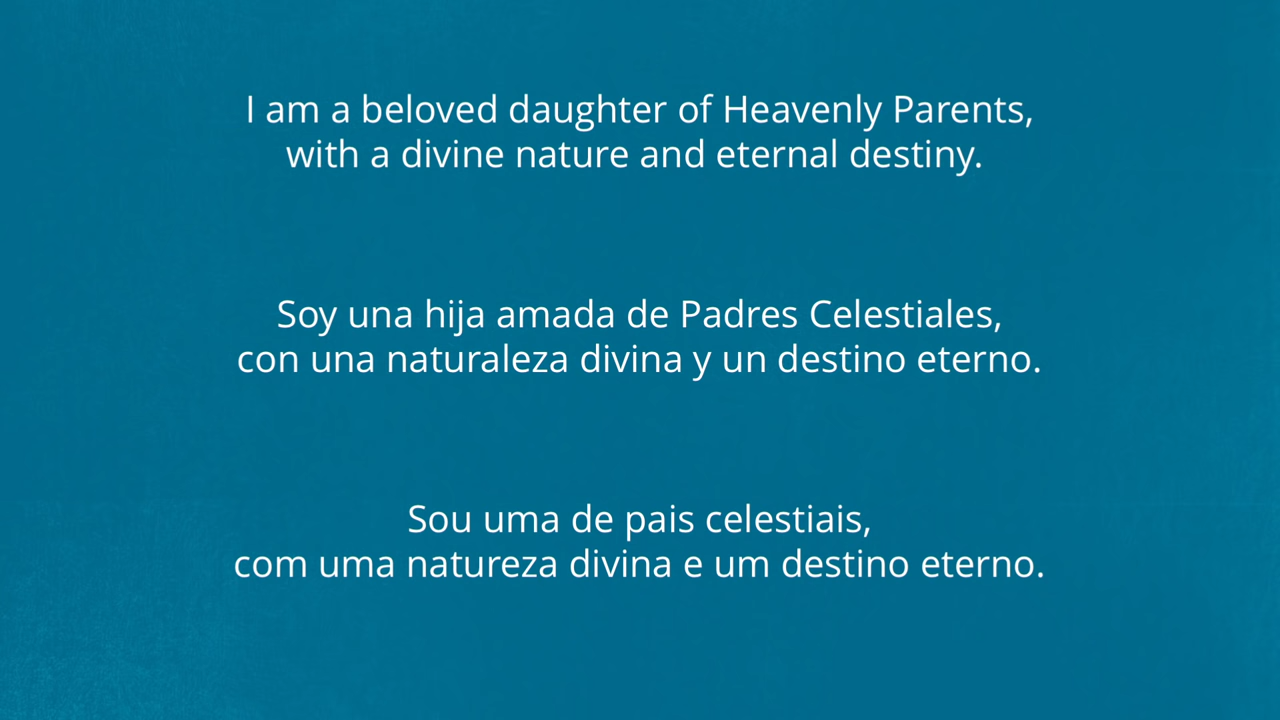 I am a beloved daughter of Heavenly Parents,
with a divine nature and eternal destiny.
Soy una hija amada de Padres Celestiales,
con una naturaleza divina y un destino eterno.
Sou uma de pais celestiais,
com uma natureza divina e um destino eterno.